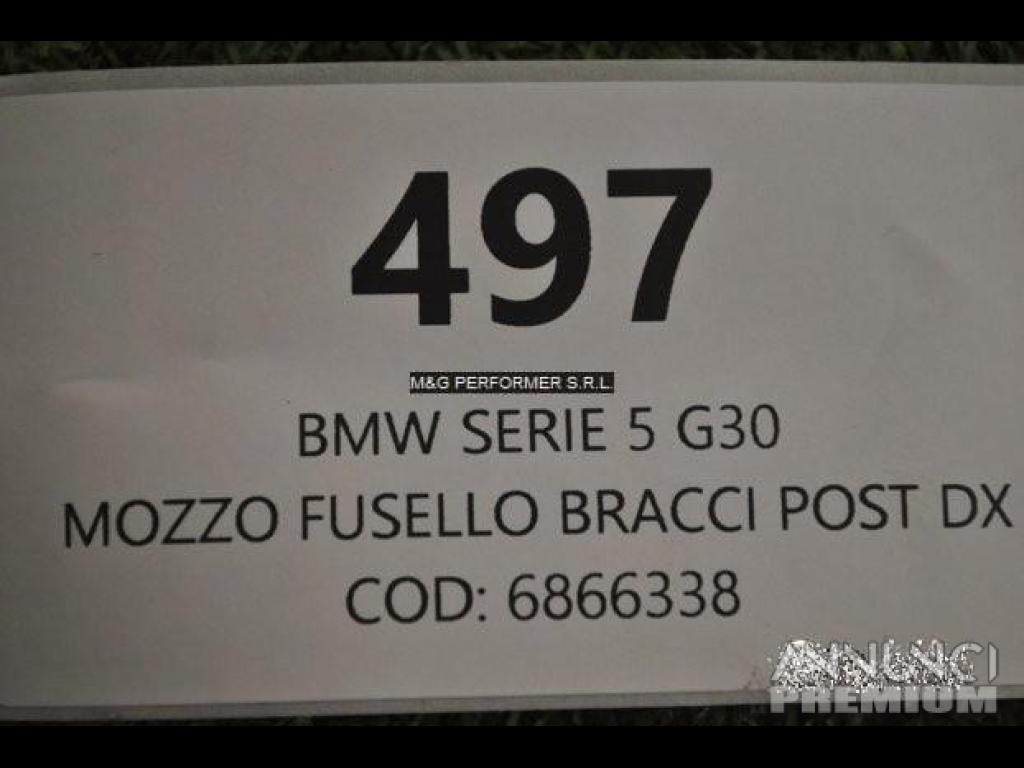 497
M&G PERFORMER S.R.L.
BMW SERIE 5 G30
MOZZO FUSELLO BRACCI POST DX
COD: 6866338
ANNUNCI
PREMIUM